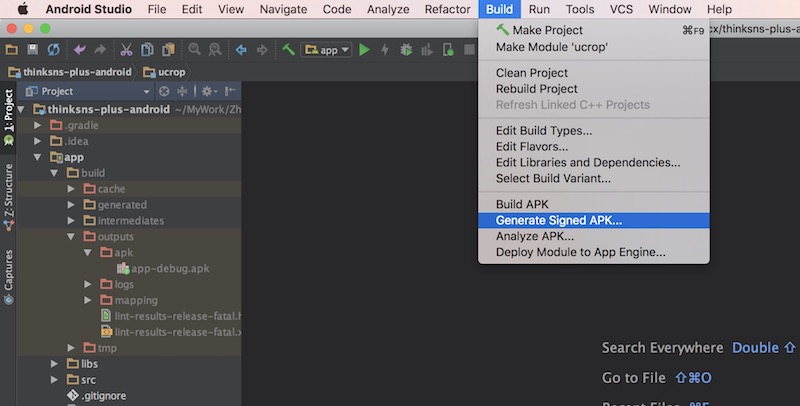 Android Studio File Edit View Navigate Code Analyze Refactor Build Run Tools VCS Window Help
app
thinksns-plus-android ucrop
1: Project
Z: Structure
Captures
Project
thinksns-plus-android ~/MyWork/Zh
.gradle
.idea
app
build
cache
generated
intermediates
outputs
apk
app-debug.apk
logs
mapping
lint-results-release-fatal.h
lint-results-release-fatal.x
tmp
libs
src
.gitignore
Make Project ⌘F9
Make Module 'ucrop'
Clean Project
Rebuild Project
Refresh Linked C++ Projects
Edit Build Types...
Edit Flavors...
Edit Libraries and Dependencies...
Select Build Variant...
Build APK
Generate Signed APK...
Analyze APK...
Deploy Module to App Engine...
cx/thinksns-plus-a
Search Everywhere Double ⇧
Go to File ⇧⌘O
Recent Files ⌘E